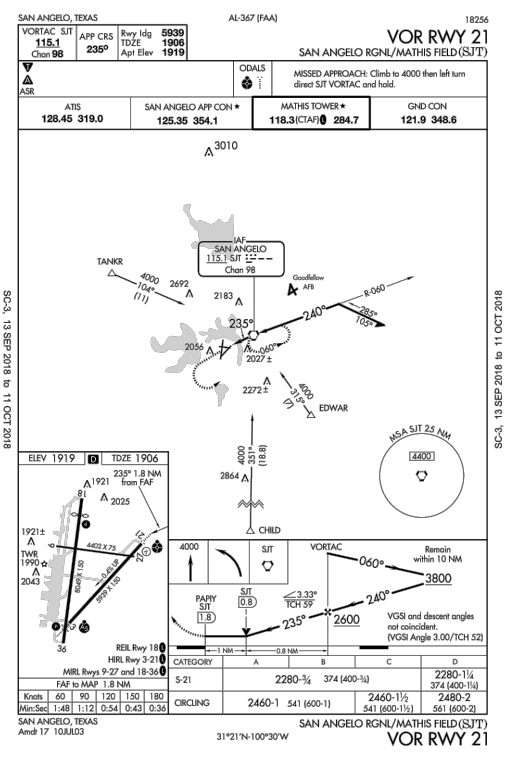 SAN ANGELO, TEXAS
AL-367 (FAA)
18256
VORTAC SJT
115.1
Chan 98
APP CRS
235°
Rwy ldg 5939
TDZE 1906
Apt Elev 1919
VOR RWY 21
SAN ANGELO RGNL/MATHIS FIELD (SJT)
T
A
ASR
ODALS
MISSED APPROACH: Climb to 4000 then left turn
direct SJT VORTAC and hold.
ATIS
128.45 319.0
SAN ANGELO APP CON ★
125.35 354.1
MATHIS TOWER ★
118.3 (CTAF) L 284.7
GND CON
121.9 348.6
3010
IAF
SAN ANGELO
115.1 SJT
Chan 98
TANKR
4000
104°
(11)
2692
2183
Goodfellow
AFB
R-060
285°
105°
240°
235°
060°
2056
2027 ±
2272 ±
4000
315°
(7)
EDWAR
4000
351°
(18.8)
2864
CHILD
MSA SJT 25 NM
4400
SC-3, 13 SEP 2018 to 11 OCT 2018
SC-3, 13 SEP 2018 to 11 OCT 2018
ELEV 1919
D
TDZE 1906
235° 1.8 NM
from FAF
1921
18
2025
1921±
9
4402 X 75
21
27
TWR
1990
2043
8049 X 150
0.4% UP
5939 X 150
3
36
REIL Rwy 18 L
HIRL Rwy 3-21 L
MIRL Rwys 9-27 and 18-36 L
FAF to MAP 1.8 NM
Knots 60 90 120 150 180
Min:Sec 1:48 1:12 0:54 0:43 0:36
4000
SJT
VORTAC
060°
Remain
within 10 NM
3800
240°
PAPIY
SJT
1.8
SJT
0.8
3.33°
TCH 59
235°
2600
VGSI and descent angles
not coincident.
(VGSI Angle 3.00/TCH 52)
1 NM
0.8 NM
CATEGORY A B C D
S-21 2280-¾ 374 (400-¾) 2280-1¼ 374 (400-1¼)
CIRCLING 2460-1 541 (600-1) 2460-1½ 541 (600-1½) 2480-2 561 (600-2)
SAN ANGELO, TEXAS
Amdt 17 10JUL03
31°21'N-100°30'W
SAN ANGELO RGNL/MATHIS FIELD (SJT)
VOR RWY 21